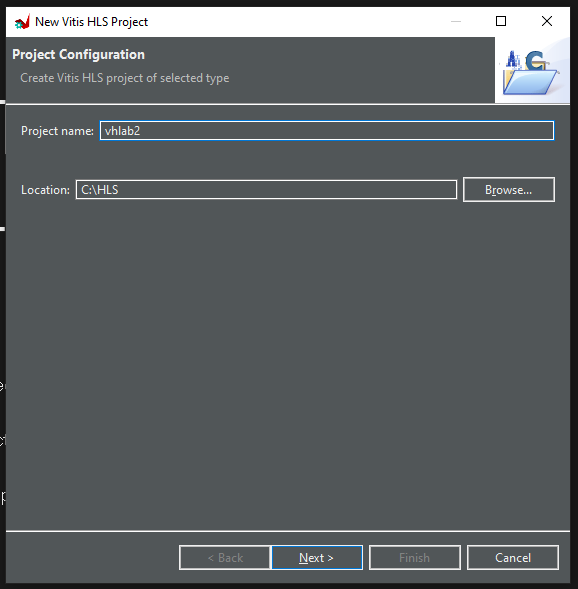 New Vitis HLS Project
Project Configuration
Create Vitis HLS project of selected type
Project name: vhlab2
Location: C:\HLS Browse...
< Back Next > Finish Cancel